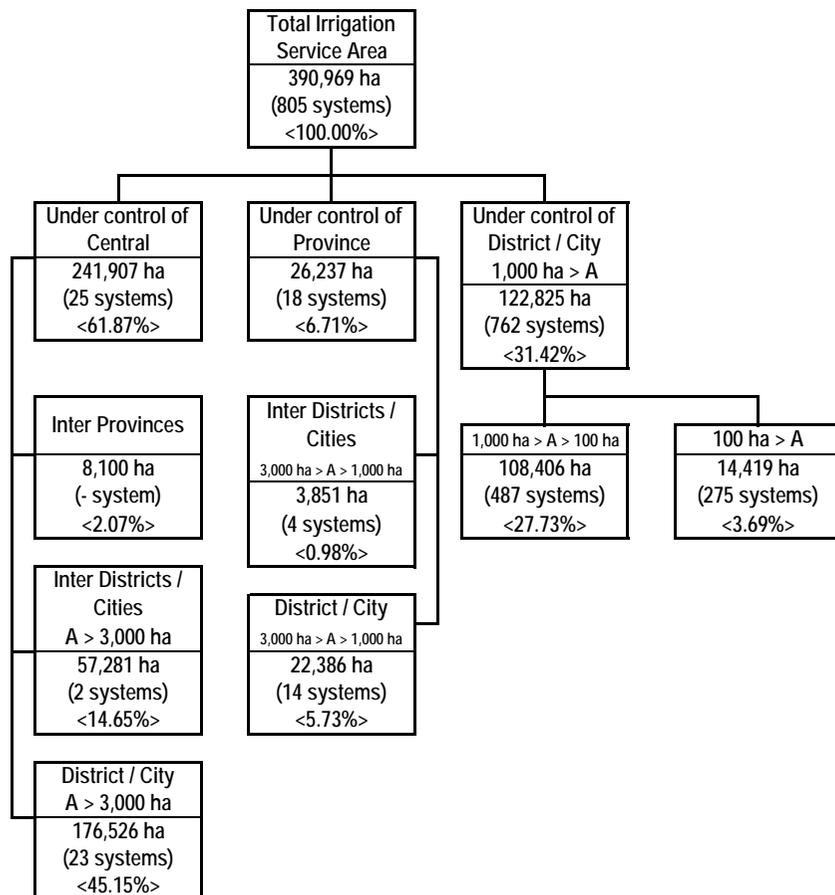 Total Irrigation
Service Area
390,969 ha
(805 systems)
<100.00%>
Under control of
Central
241,907 ha
(25 systems)
<61.87%>
Under control of
Province
26,237 ha
(18 systems)
<6.71%>
Under control of
District / City
1,000 ha > A
122,825 ha
(762 systems)
<31.42%>
Inter Provinces
8,100 ha
(- system)
<2.07%>
Inter Districts /
Cities
3,000 ha > A > 1,000 ha
3,851 ha
(4 systems)
<0.98%>
1,000 ha > A > 100 ha
108,406 ha
(487 systems)
<27.73%>
100 ha > A
14,419 ha
(275 systems)
<3.69%>
Inter Districts /
Cities
A > 3,000 ha
57,281 ha
(2 systems)
<14.65%>
District / City
3,000 ha > A > 1,000 ha
22,386 ha
(14 systems)
<5.73%>
District / City
A > 3,000 ha
176,526 ha
(23 systems)
<45.15%>